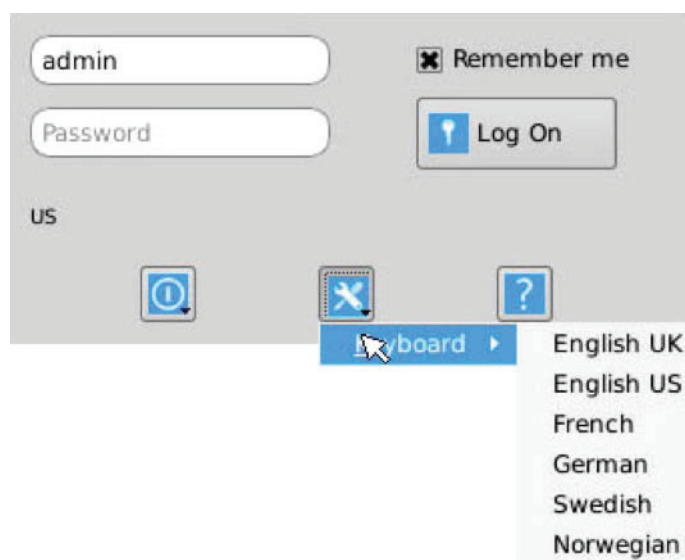 admin
Remember me
Password
Log On
US
?
English UK
English US
French
German
Swedish
Norwegian